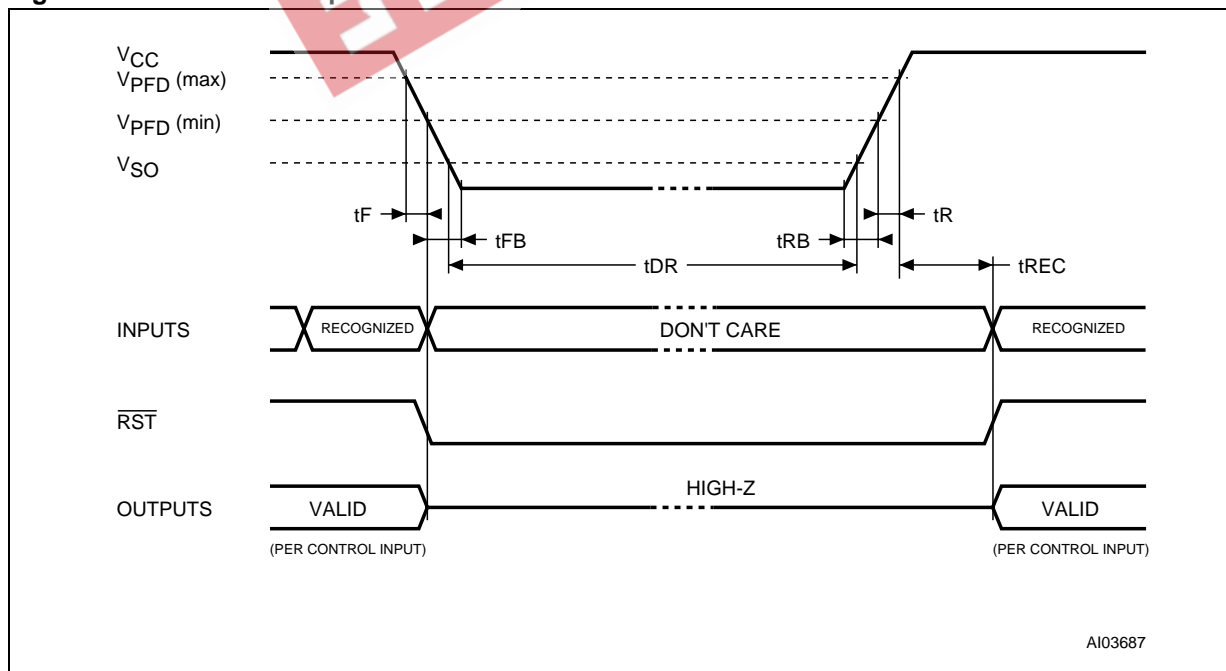 VCC
VPFD (max)
VPFD (min)
VSO
tF
tFB
tDR
tRB
tR
tREC
INPUTS
RECOGNIZED
DON'T CARE
RECOGNIZED
RST
HIGH-Z
OUTPUTS
VALID
VALID
(PER CONTROL INPUT)
(PER CONTROL INPUT)
AI03687